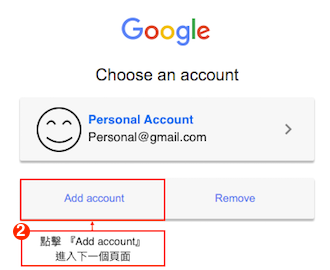 Google
Choose an account
Personal Account
Personal@gmail.com
Add account
Remove
2
點擊 『Add account』
進入下一個頁面